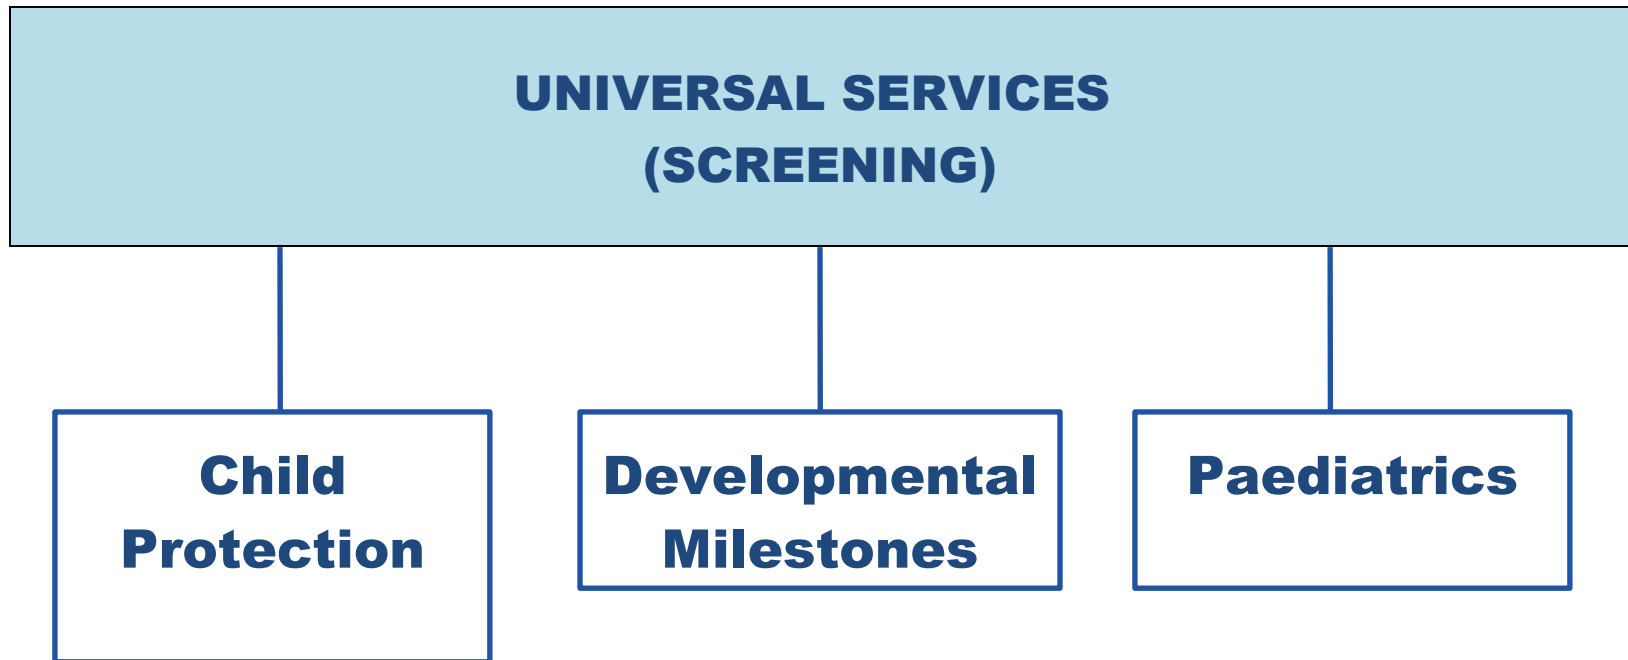 UNIVERSAL SERVICES
(SCREENING)
Child
Protection
Developmental
Milestones
Paediatrics